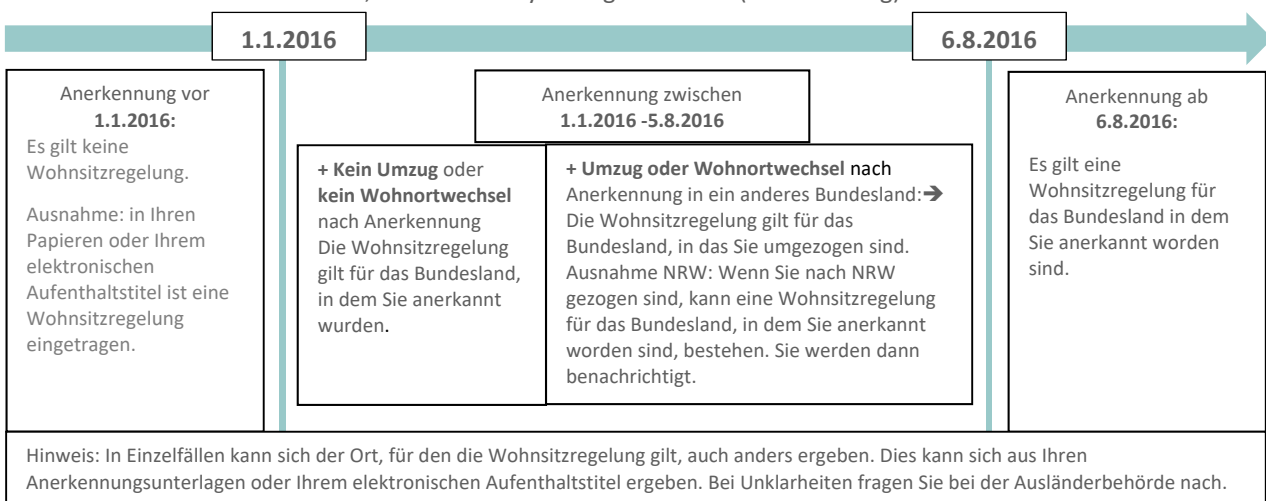 1.1.2016
6.8.2016
Anerkennung vor
1.1.2016:
Es gilt keine
Wohnsitzregelung.
Ausnahme: in Ihren
Papieren oder Ihrem
elektronischen
Aufenthaltstitel ist eine
Wohnsitzregelung
eingetragen.
Anerkennung zwischen
1.1.2016 -5.8.2016
+ Kein Umzug oder
kein Wohnortwechsel
nach Anerkennung
Die Wohnsitzregelung
gilt für das Bundesland,
in dem Sie anerkannt
wurden.
+ Umzug oder Wohnortwechsel nach
Anerkennung in ein anderes Bundesland:➔
Die Wohnsitzregelung gilt für das
Bundesland, in das Sie umgezogen sind.
Ausnahme NRW: Wenn Sie nach NRW
gezogen sind, kann eine Wohnsitzregelung
für das Bundesland, in dem Sie anerkannt
worden sind, bestehen. Sie werden dann
benachrichtigt.
Anerkennung ab
6.8.2016:
Es gilt eine
Wohnsitzregelung für
das Bundesland in dem
Sie anerkannt worden
sind.
Hinweis: In Einzelfällen kann sich der Ort, für den die Wohnsitzregelung gilt, auch anders ergeben. Dies kann sich aus Ihren
Anerkennungsunterlagen oder Ihrem elektronischen Aufenthaltstitel ergeben. Bei Unklarheiten fragen Sie bei der Ausländerbehörde nach.